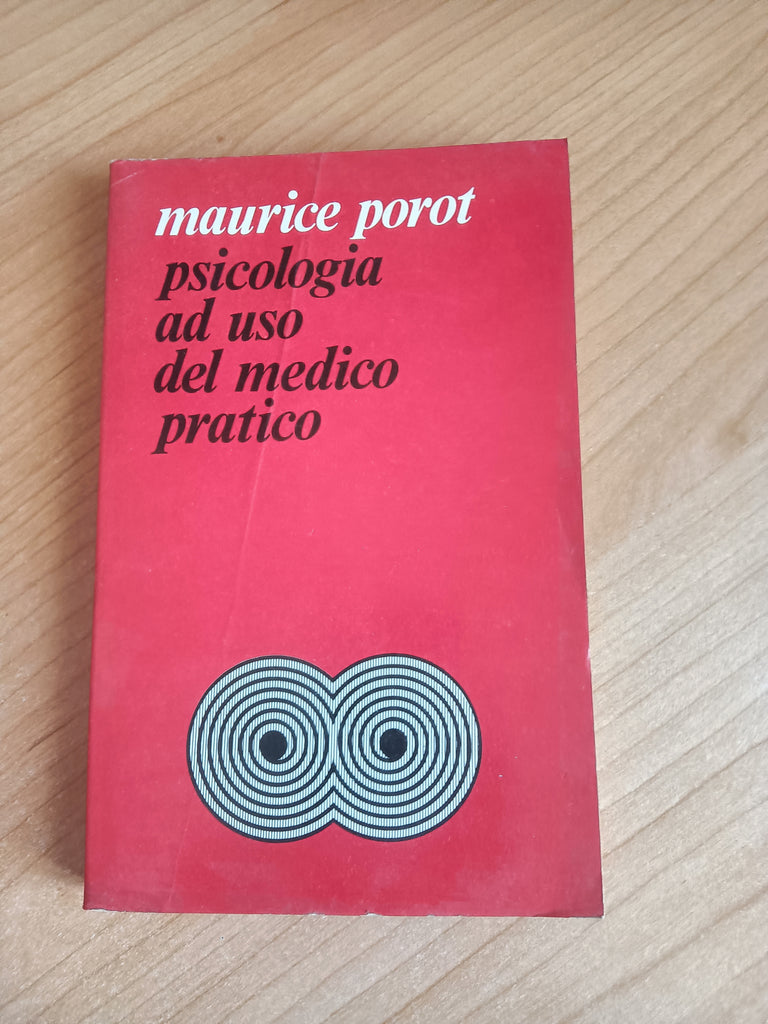 maurice porot
psicologia
ad uso
del medico
pratico